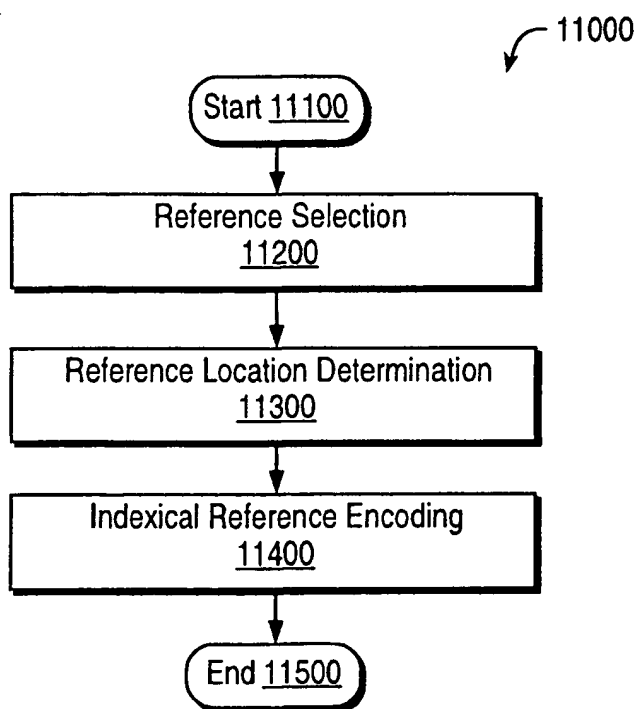 11000
Start 11100
Reference Selection
11200
Reference Location Determination
11300
Indexical Reference Encoding
11400
End 11500